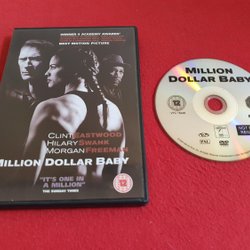 WINNER 4 ACADEMY AWARDS
BEST MOTION PICTURE
CLINT EASTWOOD
HILARY SWANK
MORGAN FREEMAN
MILLION DOLLAR BABY
"IT'S ONE IN
A MILLION"
THE SUNDAY TIMES
12
MILLION
DOLLAR BABY
12
DVD